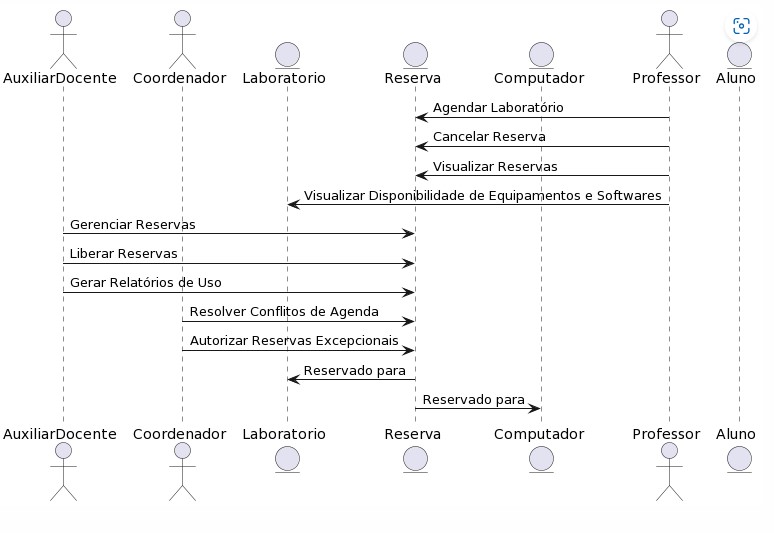 AuxiliarDocente Coordenador Laboratorio Reserva Computador Professor Aluno
Agendar Laboratório
Cancelar Reserva
Visualizar Reservas
Visualizar Disponibilidade de Equipamentos e Softwares
Gerenciar Reservas
Liberar Reservas
Gerar Relatórios de Uso
Resolver Conflitos de Agenda
Autorizar Reservas Excepcionais
Reservado para
Reservado para
AuxiliarDocente Coordenador Laboratorio Reserva Computador Professor Aluno